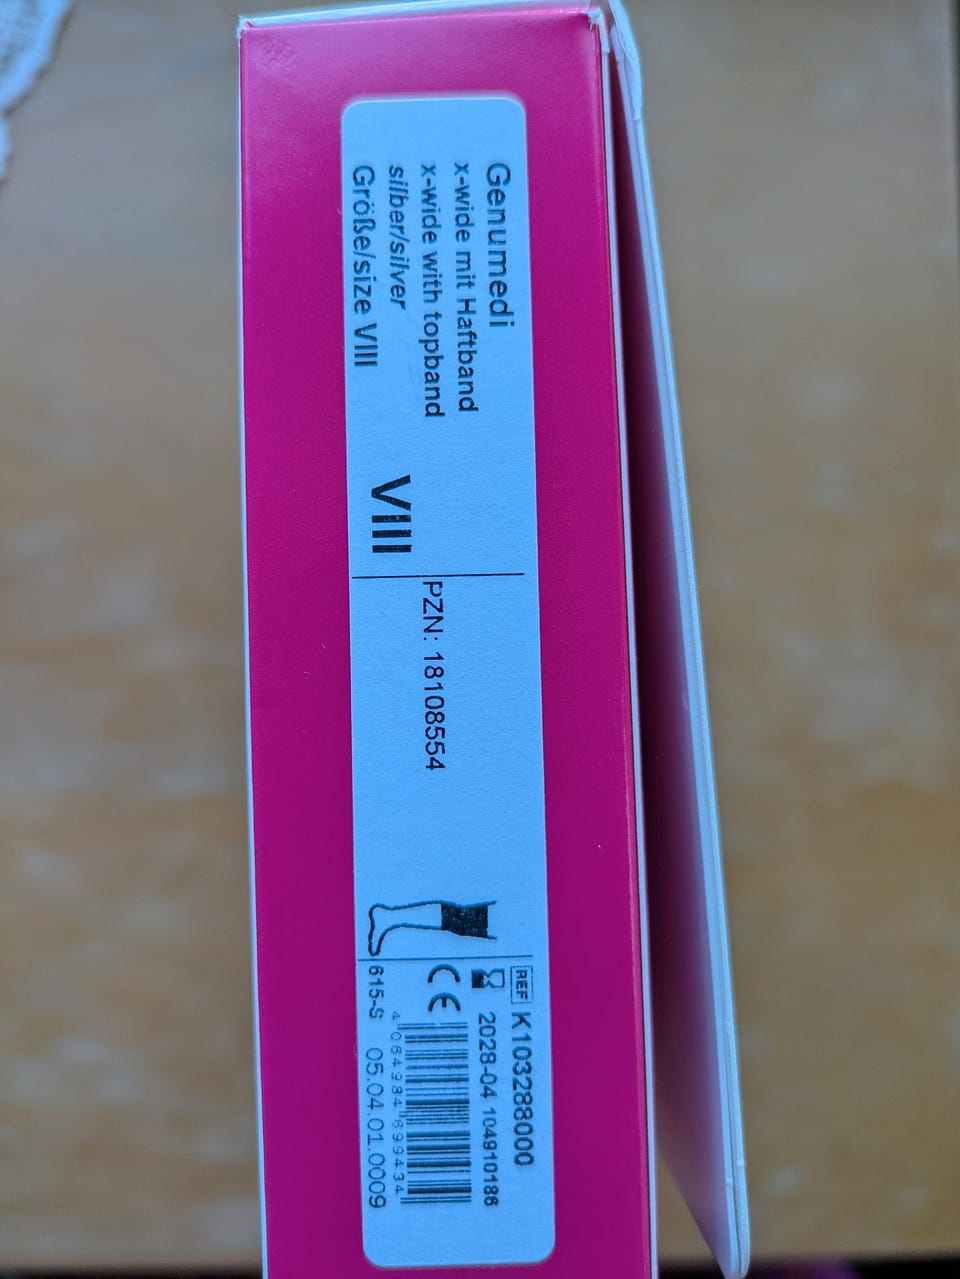 Genumedi
x-wide mit Haftband
x-wide with topband
silber/silver
Größe/size VIII
VIII
PZN: 18108554
REF K103288000
2028-04 104910186
CE
4 064984 699434
615-S 05.04.01.0009